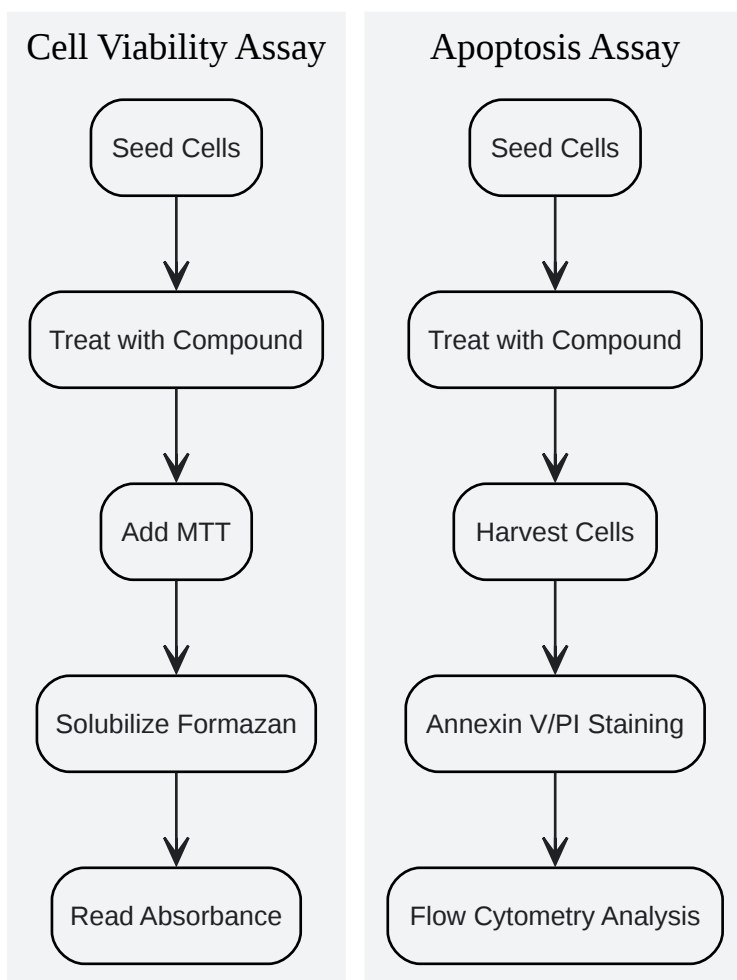 Cell Viability Assay
Seed Cells
Treat with Compound
Add MTT
Solubilize Formazan
Read Absorbance
Apoptosis Assay
Seed Cells
Treat with Compound
Harvest Cells
Annexin V/PI Staining
Flow Cytometry Analysis